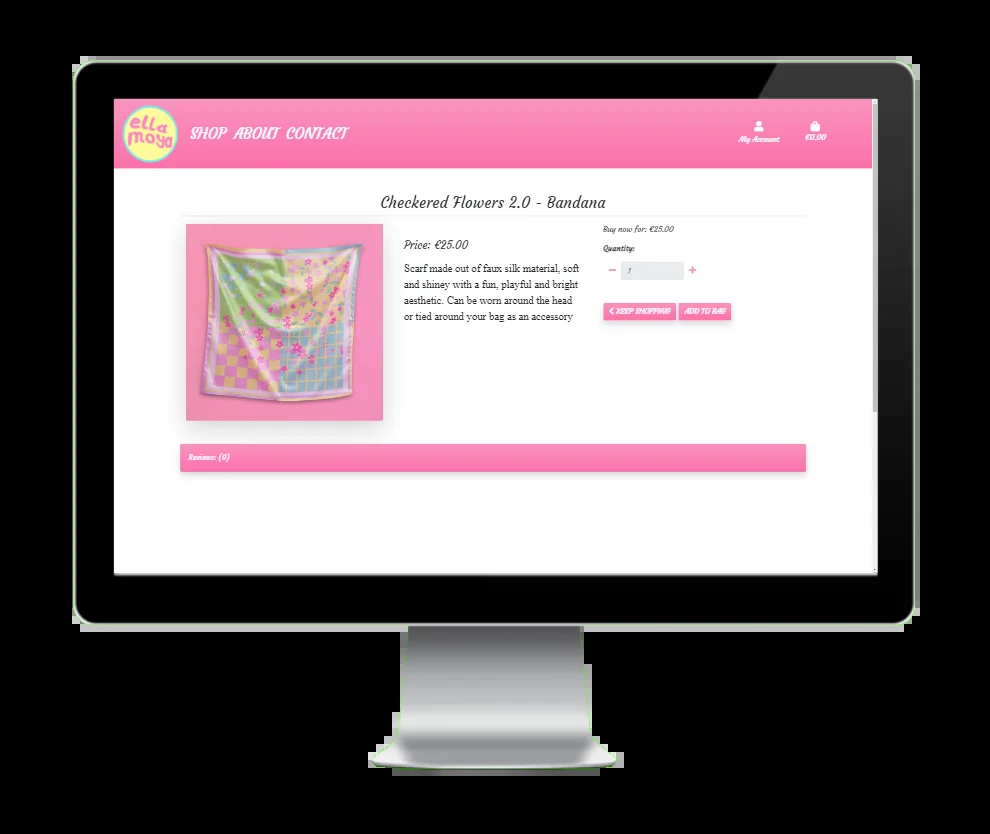 ella
moya
SHOP ABOUT CONTACT
My Account
€0.00
Checkered Flowers 2.0 - Bandana
Price: €25.00
Scarf made out of faux silk material, soft
and shiney with a fun, playful and bright
aesthetic. Can be worn around the head
or tied around your bag as an accessory
Buy now for: €25.00
Quantity:
1
KEEP SHOPPING
ADD TO BAG
Reviews: (0)